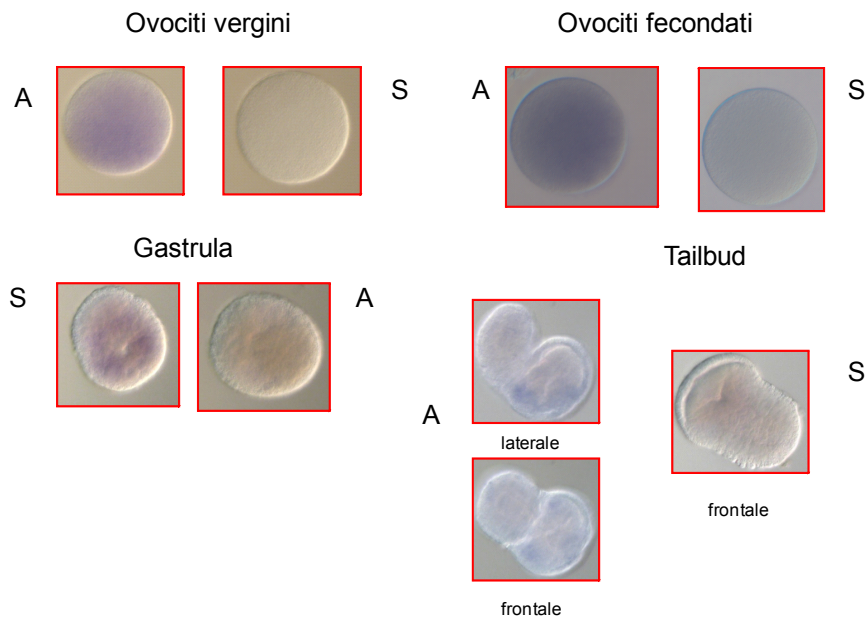 Ovociti vergini
Ovociti fecondati
A
S
A
S
Gastrula
Tailbud
S
A
A
S
laterale
frontale
frontale